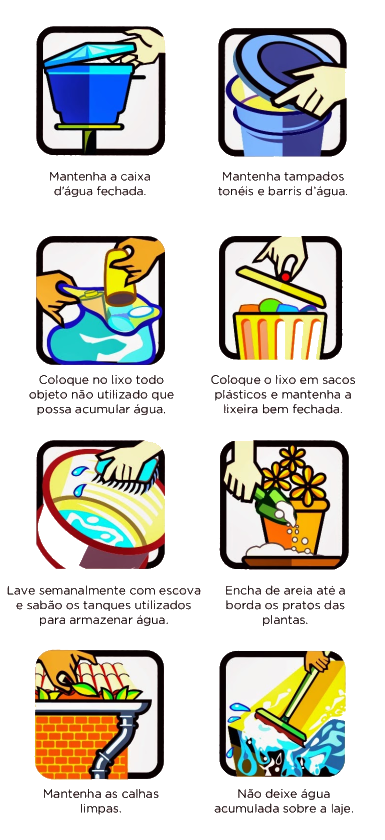 Mantenha a caixa
d'água fechada.
Mantenha tampados
tonéis e barris d'água.
Coloque no lixo todo
objeto não utilizado que
possa acumular água.
Coloque o lixo em sacos
plásticos e mantenha a
lixeira bem fechada.
Lave semanalmente com escova
e sabão os tanques utilizados
para armazenar água.
Encha de areia até a
borda os pratos das
plantas.
Mantenha as calhas
limpas.
Não deixe água
acumulada sobre a laje.